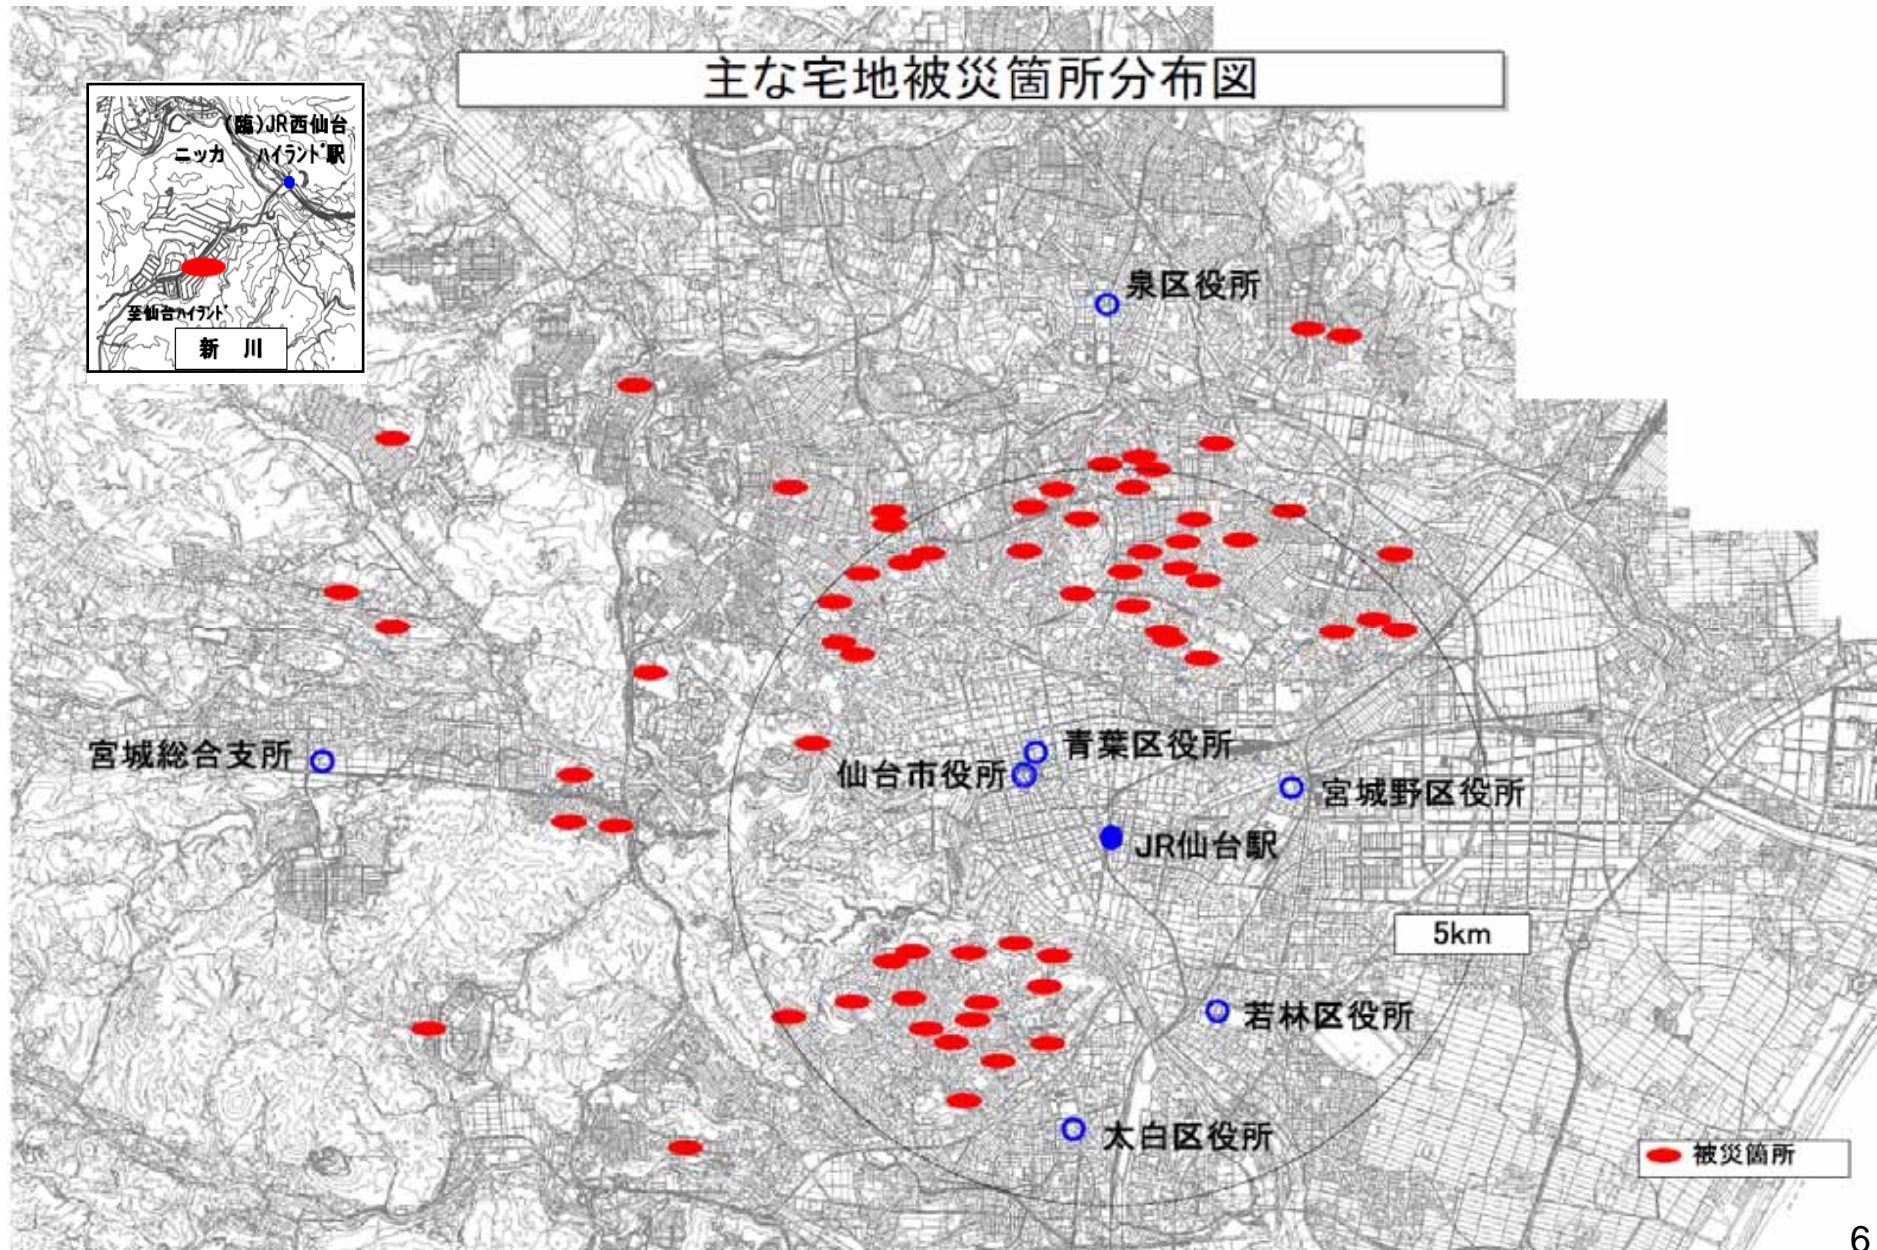 主な宅地被災箇所分布図
(臨)JR西仙台
ニッカ ハイランド駅
至仙台ハイランド
新 川
泉区役所
青葉区役所
宮城総合支所
仙台市役所
宮城野区役所
JR仙台駅
5km
若林区役所
太白区役所
被災箇所
6